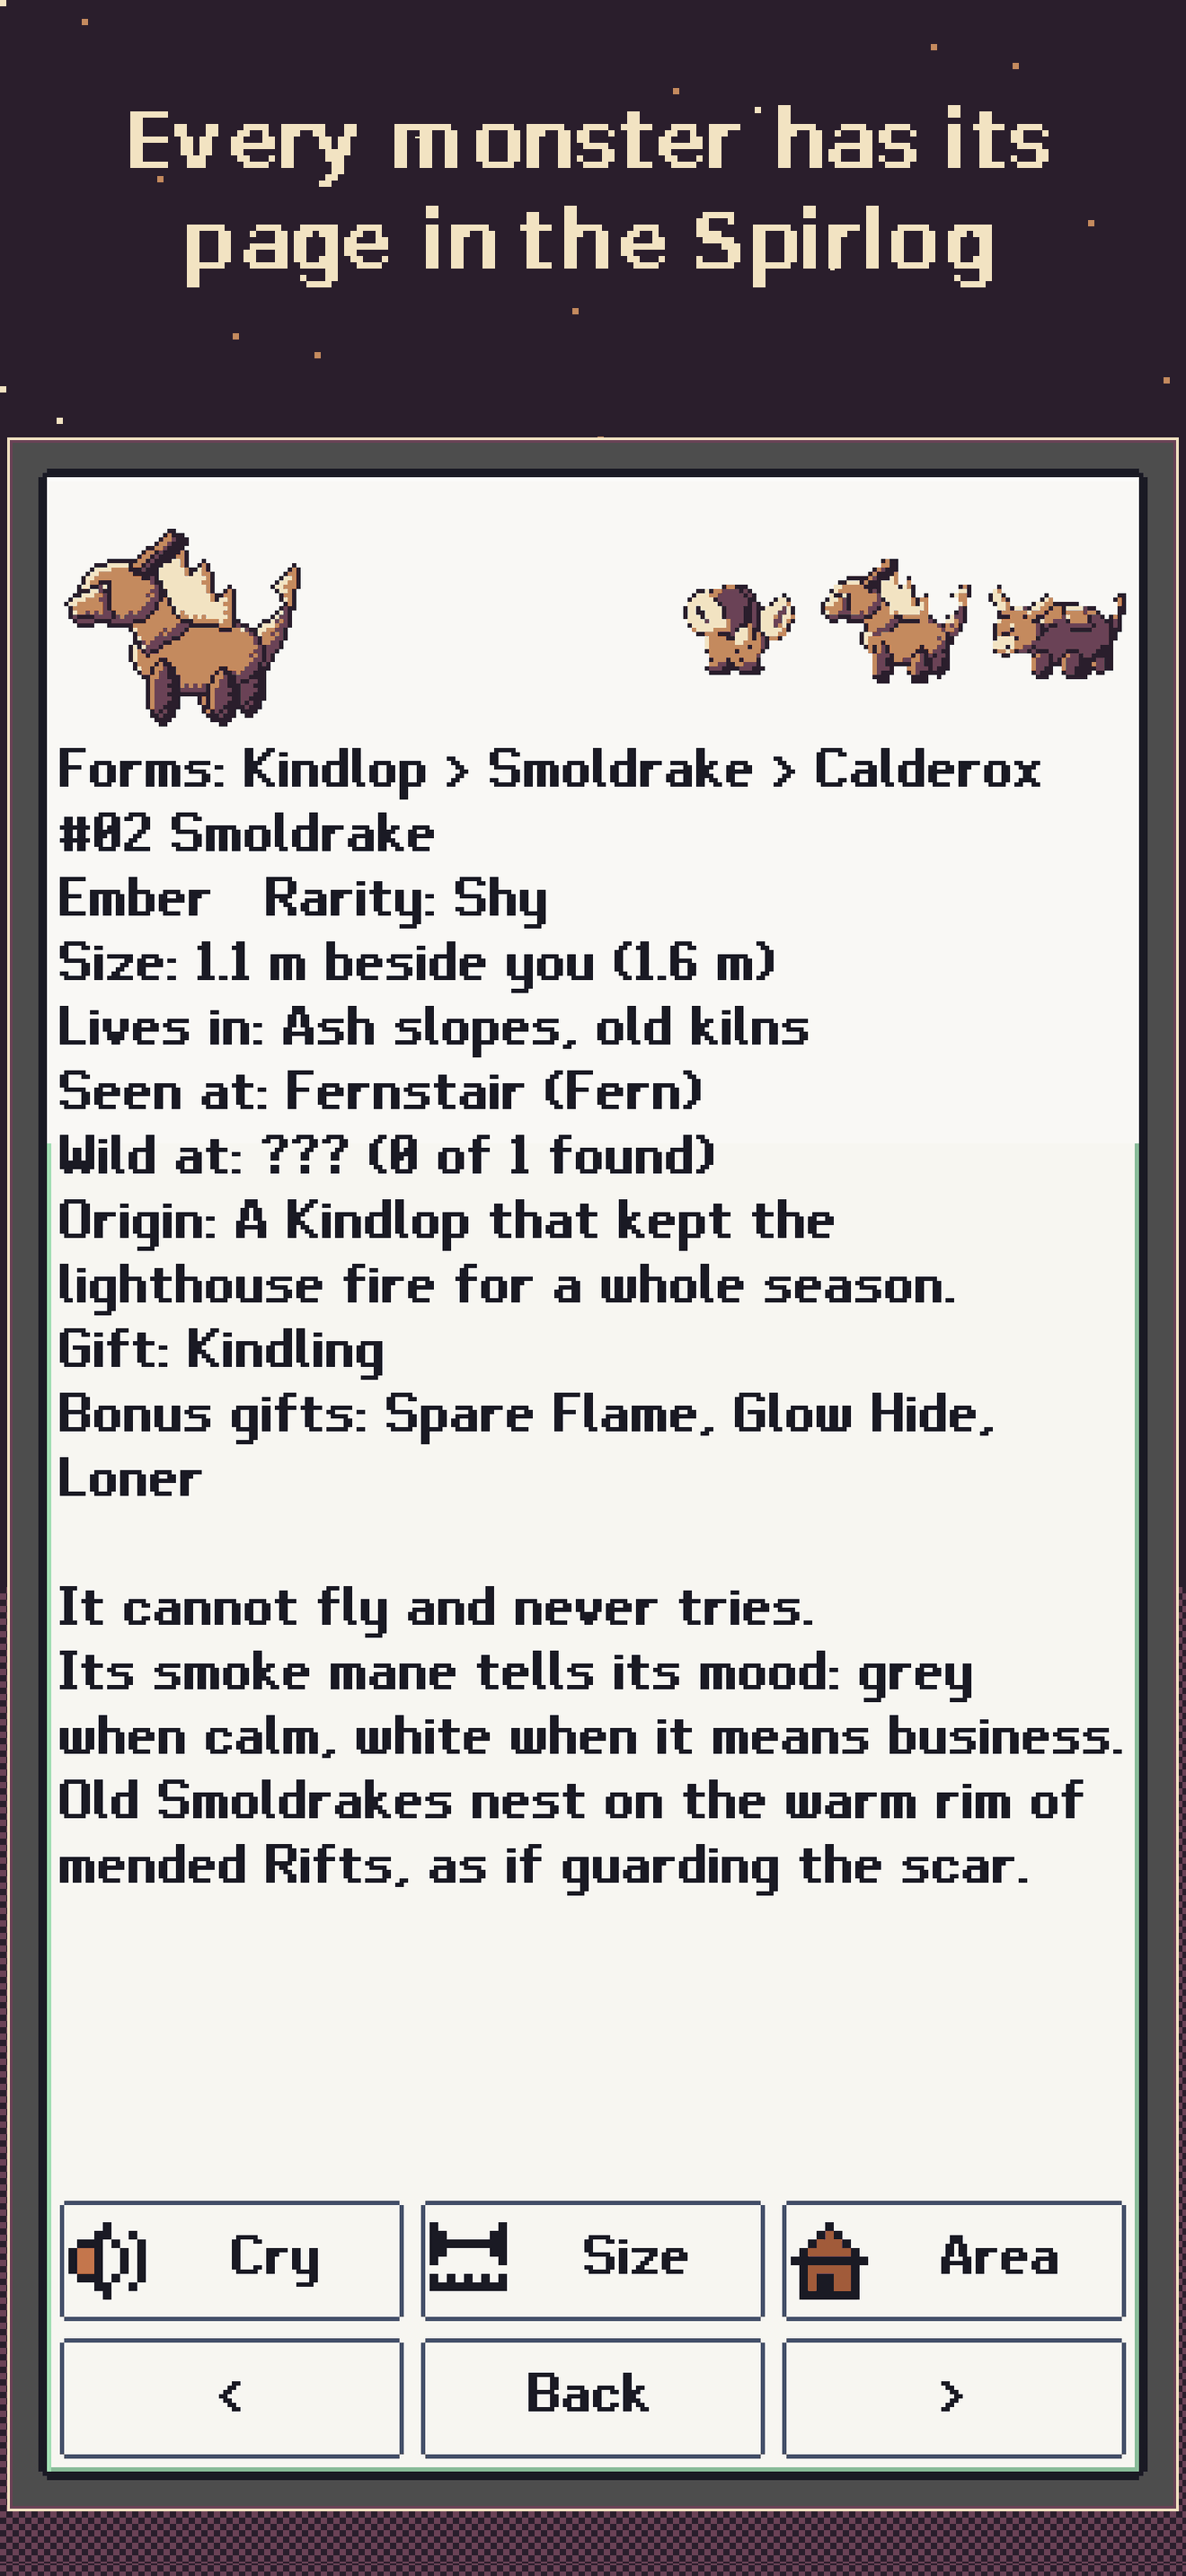 Every monster has its
page in the Spirlog
Forms: Kindlop > Smoldrake > Calderox
#02 Smoldrake
Ember Rarity: Shy
Size: 1.1 m beside you (1.6 m)
Lives in: Ash slopes, old kilns
Seen at: Fernstair (Fern)
Wild at: ??? (0 of 1 found)
Origin: A Kindlop that kept the
lighthouse fire for a whole season.
Gift: Kindling
Bonus gifts: Spare Flame, Glow Hide,
Loner
It cannot fly and never tries.
Its smoke mane tells its mood: grey
when calm, white when it means business.
Old Smoldrakes nest on the warm rim of
mended Rifts, as if guarding the scar.
Cry Size Area
< Back >